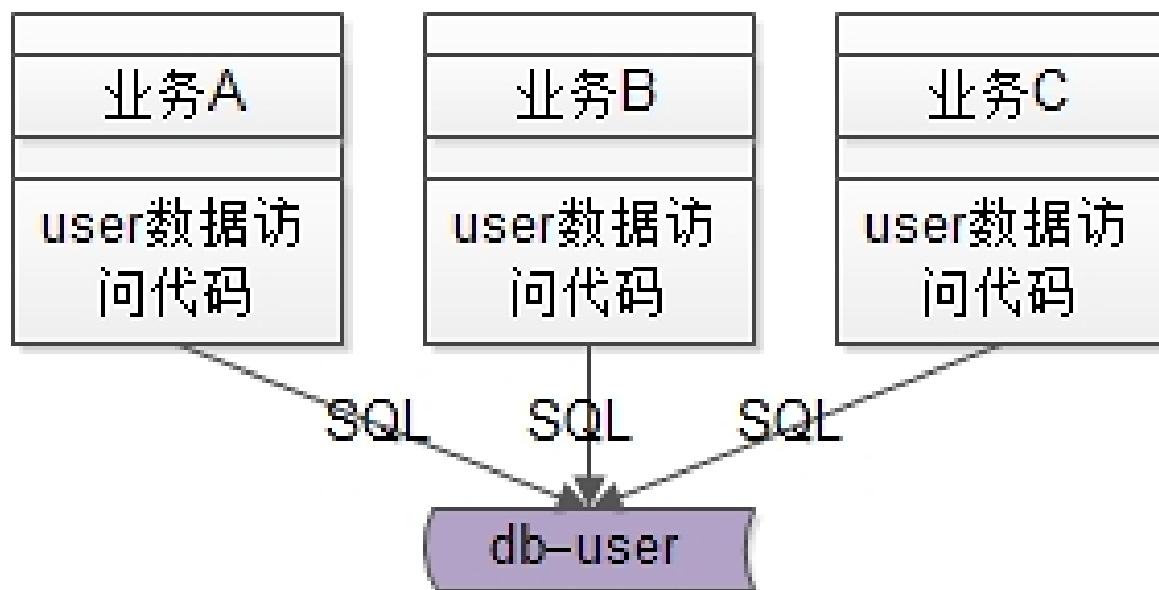 业务A
业务B
业务C
user数据访
问代码
user数据访
问代码
user数据访
问代码
SQL
SQL
SQL
db-user